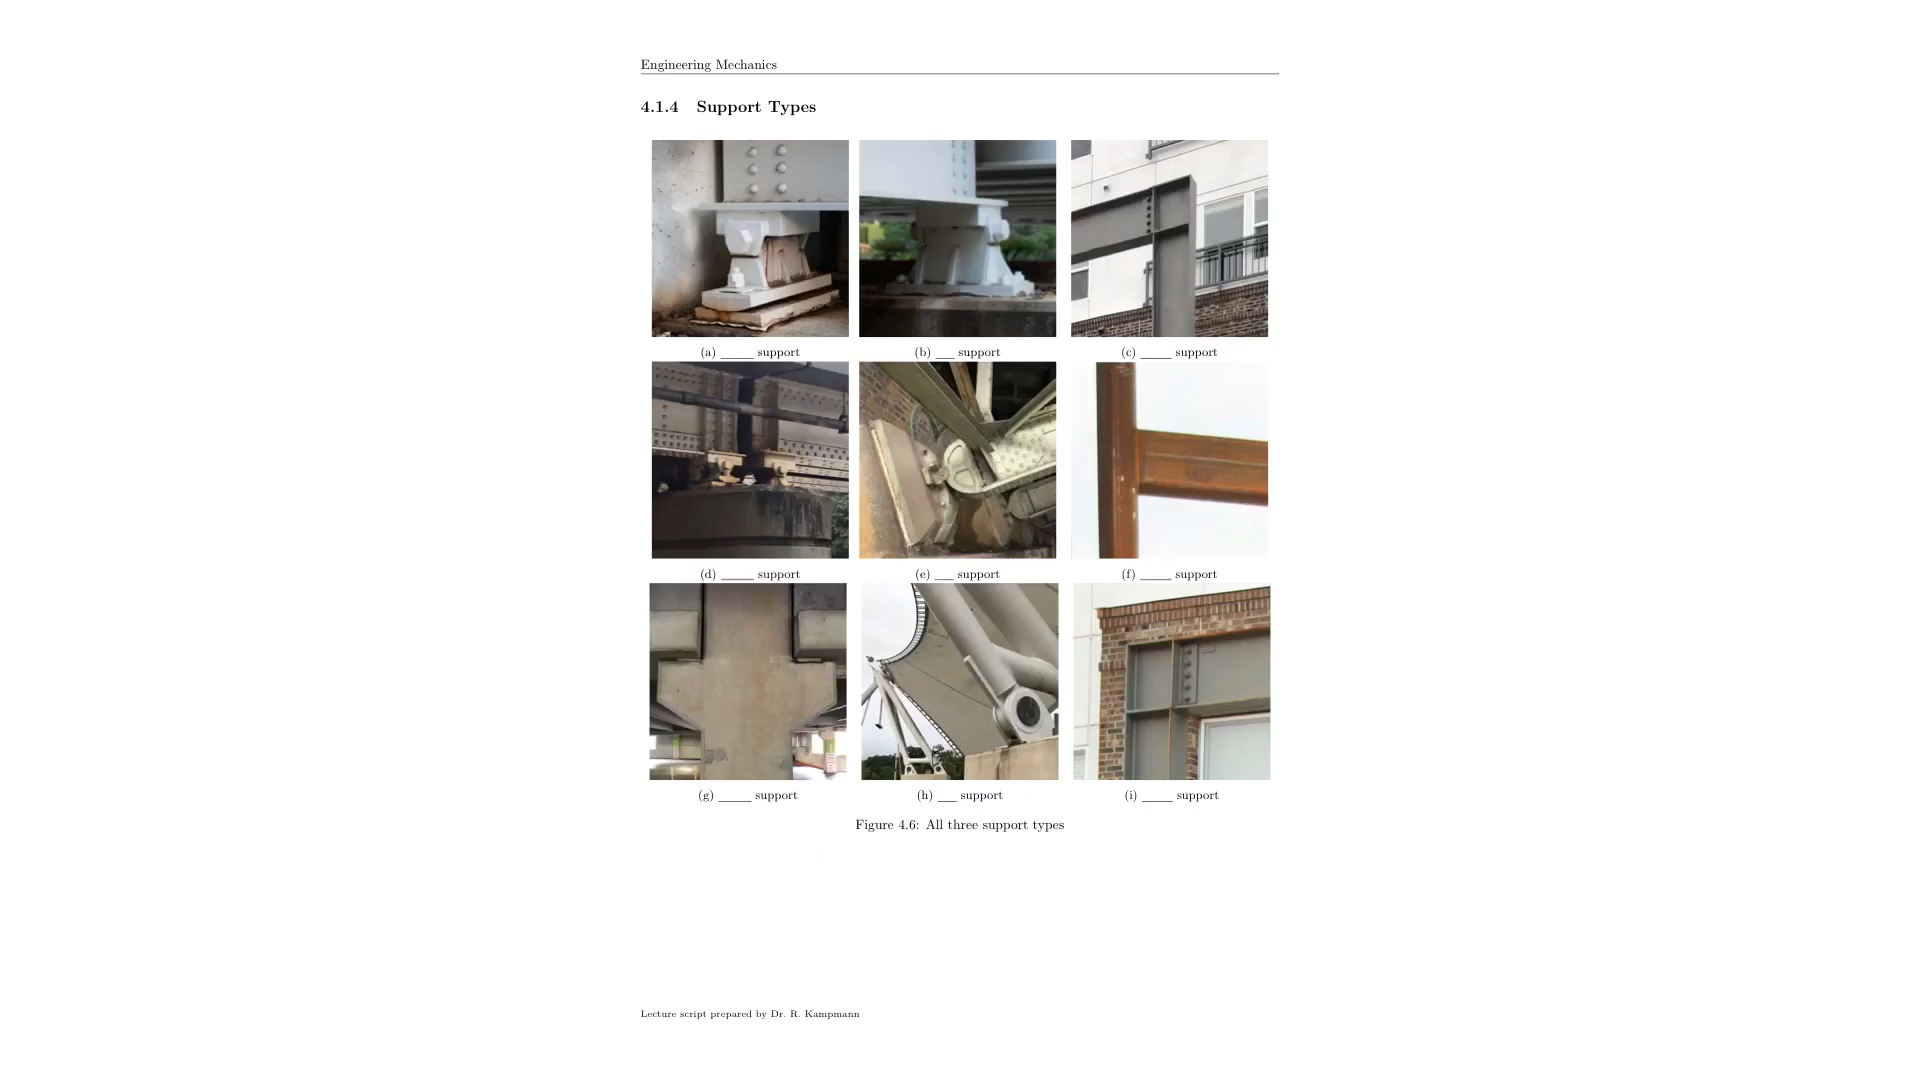 Engineering Mechanics
4.1.4 Support Types
(a) _____ support
(b) ___ support
(c) _____ support
(d) _____ support
(e) ___ support
(f) _____ support
(g) _____ support
(h) ___ support
(i) _____ support
Figure 4.6: All three support types
Lecture script prepared by Dr. R. Kampmann